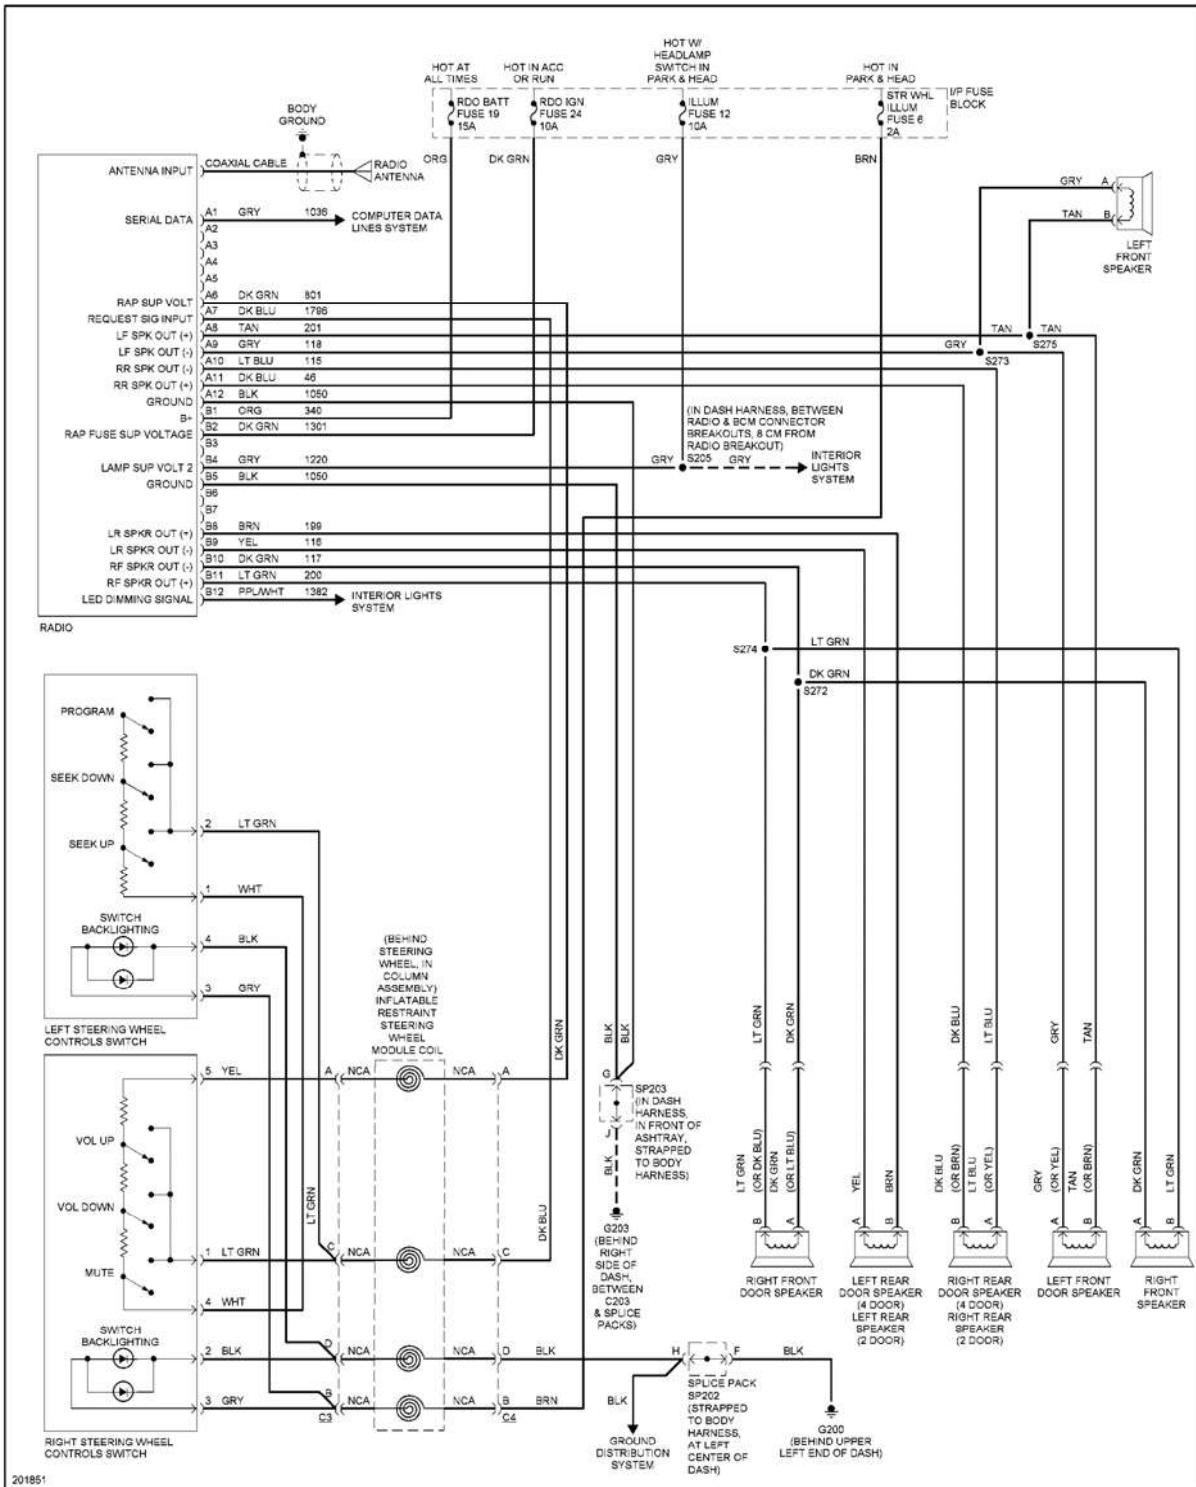 HOT AT
ALL TIMES
HOT IN ACC
OR RUN
HOT W/
HEADLAMP
SWITCH IN
PARK & HEAD
HOT IN
PARK & HEAD
RDO BATT
FUSE 19
15A
RDO IGN
FUSE 24
10A
ILLUM
FUSE 12
10A
STR WHL
ILLUM
FUSE 6
2A
I/P FUSE
BLOCK
BODY
GROUND
ORG
DK GRN
GRY
BRN
ANTENNA INPUT
COAXIAL CABLE
RADIO
ANTENNA
SERIAL DATA
A1 GRY 1036
COMPUTER DATA
LINES SYSTEM
A2
A3
A4
A5
RAP SUP VOLT A6 DK GRN 801
REQUEST SIG INPUT A7 DK BLU 1796
LF SPK OUT (+) A8 TAN 201
LF SPK OUT (-) A9 GRY 118
RR SPK OUT (-) A10 LT BLU 115
RR SPK OUT (+) A11 DK BLU 46
GROUND A12 BLK 1050
B+ B1 ORG 340
RAP FUSE SUP VOLTAGE B2 DK GRN 1301
B3
LAMP SUP VOLT 2 B4 GRY 1220
GROUND B5 BLK 1050
B6
B7
LR SPKR OUT (+) B8 BRN 199
LR SPKR OUT (-) B9 YEL 116
RF SPKR OUT (-) B10 DK GRN 117
RF SPKR OUT (+) B11 LT GRN 200
LED DIMMING SIGNAL B12 PPL/WHT 1382
INTERIOR LIGHTS
SYSTEM
RADIO
GRY A
TAN B
LEFT
FRONT
SPEAKER
TAN TAN
S275
GRY
S273
(IN DASH HARNESS, BETWEEN
RADIO & BCM CONNECTOR
BREAKOUTS, 8 CM FROM
RADIO BREAKOUT)
S205
GRY GRY
INTERIOR
LIGHTS
SYSTEM
S274 LT GRN
DK GRN
S272
PROGRAM
SEEK DOWN
SEEK UP
2 LT GRN
1 WHT
SWITCH
BACKLIGHTING
4 BLK
3 GRY
LEFT STEERING WHEEL
CONTROLS SWITCH
(BEHIND
STEERING
WHEEL, IN
COLUMN
ASSEMBLY)
INFLATABLE
RESTRAINT
STEERING
WHEEL
MODULE COIL
5 YEL A NCA NCA A
DK GRN
VOL UP
VOL DOWN
MUTE
LT GRN
1 LT GRN C NCA NCA C
DK BLU
4 WHT
SWITCH
BACKLIGHTING
2 BLK D NCA NCA D BLK
3 GRY B NCA NCA B BRN
C3 C4
RIGHT STEERING WHEEL
CONTROLS SWITCH
BLK
BLK
G
SP203
(IN DASH
HARNESS,
IN FRONT OF
ASHTRAY,
STRAPPED
TO BODY
HARNESS)
J
BLK
G203
(BEHIND
RIGHT
SIDE OF
DASH,
BETWEEN
C203
& SPLICE
PACKS)
H F BLK
BLK
GROUND
DISTRIBUTION
SYSTEM
SPLICE PACK
SP202
(STRAPPED
TO BODY
HARNESS,
AT LEFT
CENTER OF
DASH)
G200
(BEHIND UPPER
LEFT END OF DASH)
LT GRN
DK GRN
DK BLU
LT BLU
GRY
TAN
LT GRN
(OR DK BLU)
DK GRN
(OR LT BLU)
YEL
BRN
DK BLU
(OR BRN)
LT BLU
(OR YEL)
GRY
(OR YEL)
TAN
(OR BRN)
DK GRN
LT GRN
B A
A B
B A
A B
A B
RIGHT FRONT
DOOR SPEAKER
LEFT REAR
DOOR SPEAKER
(4 DOOR)
LEFT REAR
SPEAKER
(2 DOOR)
RIGHT REAR
DOOR SPEAKER
(4 DOOR)
RIGHT REAR
SPEAKER
(2 DOOR)
LEFT FRONT
DOOR SPEAKER
RIGHT
FRONT
SPEAKER
201851